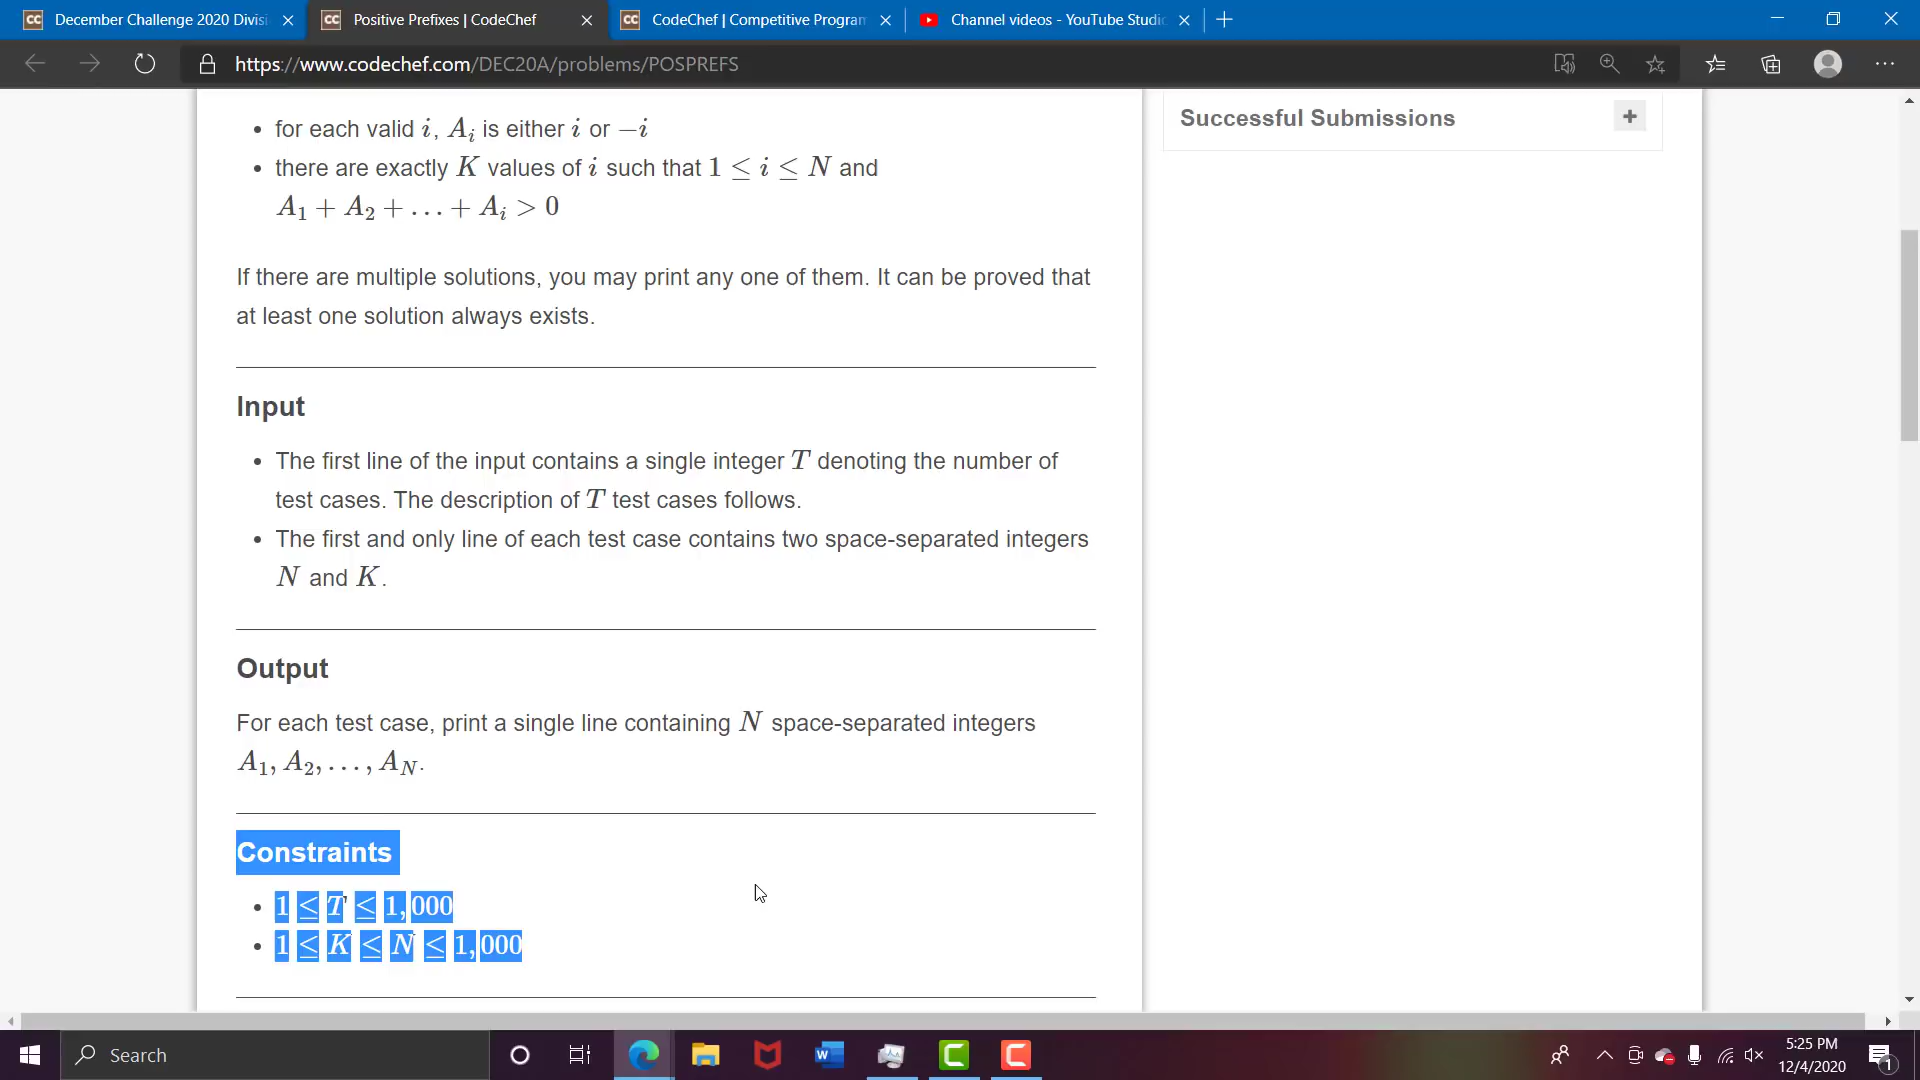 December Challenge 2020 Divisi
Positive Prefixes | CodeChef
CodeChef | Competitive Program
Channel videos - YouTube Studio
https://www.codechef.com/DEC20A/problems/POSPREFS
• for each valid i, A_i is either i or −i
• there are exactly K values of i such that 1 ≤ i ≤ N and
A_1 + A_2 + … + A_i > 0
Successful Submissions
+
If there are multiple solutions, you may print any one of them. It can be proved that
at least one solution always exists.
Input
• The first line of the input contains a single integer T denoting the number of
test cases. The description of T test cases follows.
• The first and only line of each test case contains two space-separated integers
N and K.
Output
For each test case, print a single line containing N space-separated integers
A_1, A_2, …, A_N.
Constraints
• 1 ≤ T ≤ 1,000
• 1 ≤ K ≤ N ≤ 1,000
Search
5:25 PM
12/4/2020
1